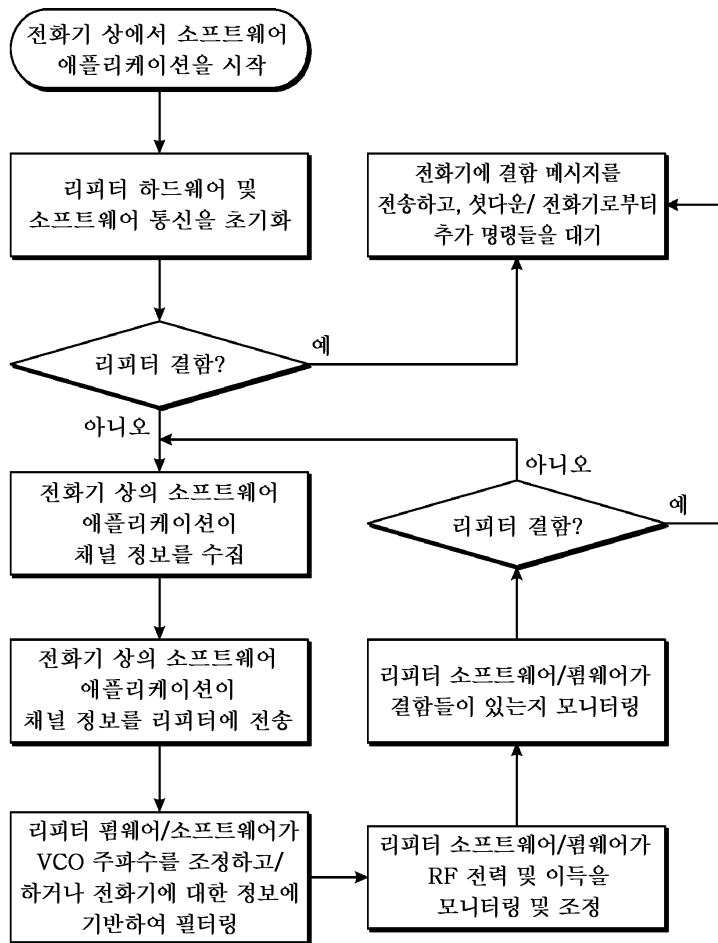 전화기 상에서 소프트웨어
애플리케이션을 시작
리피터 하드웨어 및
소프트웨어 통신을 초기화
전화기에 결함 메시지를
전송하고, 셧다운/ 전화기로부터
추가 명령들을 대기
리피터 결함?
예
아니오
전화기 상의 소프트웨어
애플리케이션이
채널 정보를 수집
아니오
리피터 결함?
예
전화기 상의 소프트웨어
애플리케이션이
채널 정보를 리피터에 전송
리피터 소프트웨어/펌웨어가
결함들이 있는지 모니터링
리피터 펌웨어/소프트웨어가
VCO 주파수를 조정하고/
하거나 전화기에 대한 정보에
기반하여 필터링
리피터 소프트웨어/펌웨어가
RF 전력 및 이득을
모니터링 및 조정